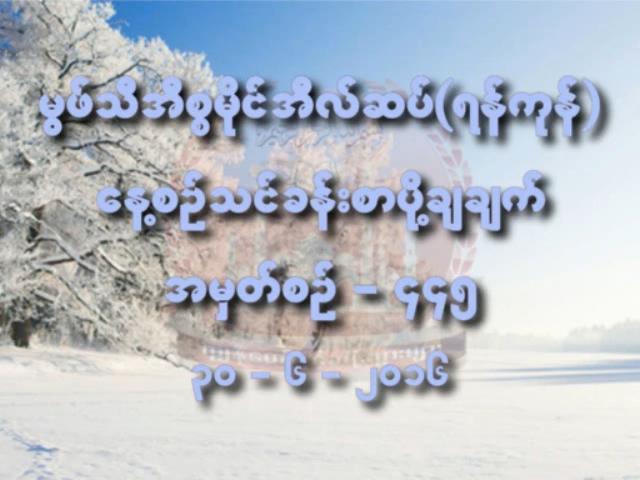 မွဖ်သီအိစွမိုင်အိလ်ဆပ်(ရန်ကုန်)
နေ့စဉ်သင်ခန်းစာပို့ချချက်
အမှတ်စဉ် - ၄၄၅
၃၀ - ၆ - ၂၀၁၆